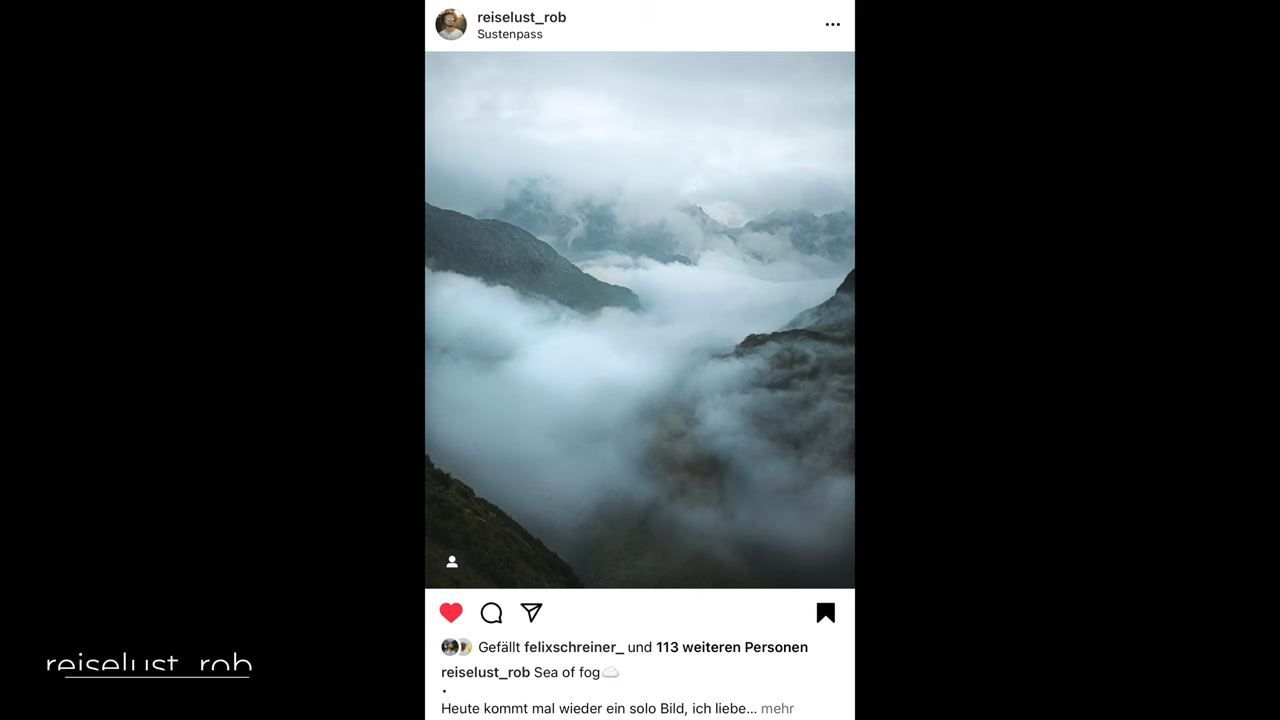 reiselust_rob
Sustenpass
Gefällt felixschreiner_ und 113 weiteren Personen
reiselust_rob Sea of fog☁️
.
Heute kommt mal wieder ein solo Bild, ich liebe... mehr
reiselust_rob